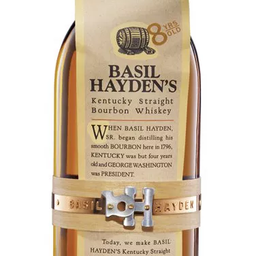 8 YRS
OLD
BASIL
HAYDEN'S
Kentucky Straight
Bourbon Whiskey
WHEN BASIL HAYDEN,
SR. began distilling his
smooth BOURBON here in 1796,
KENTUCKY was but four years
old and GEORGE WASHINGTON
was PRESIDENT.
BASIL HAYDEN
Today, we make BASIL
HAYDEN'S Kentucky Straight